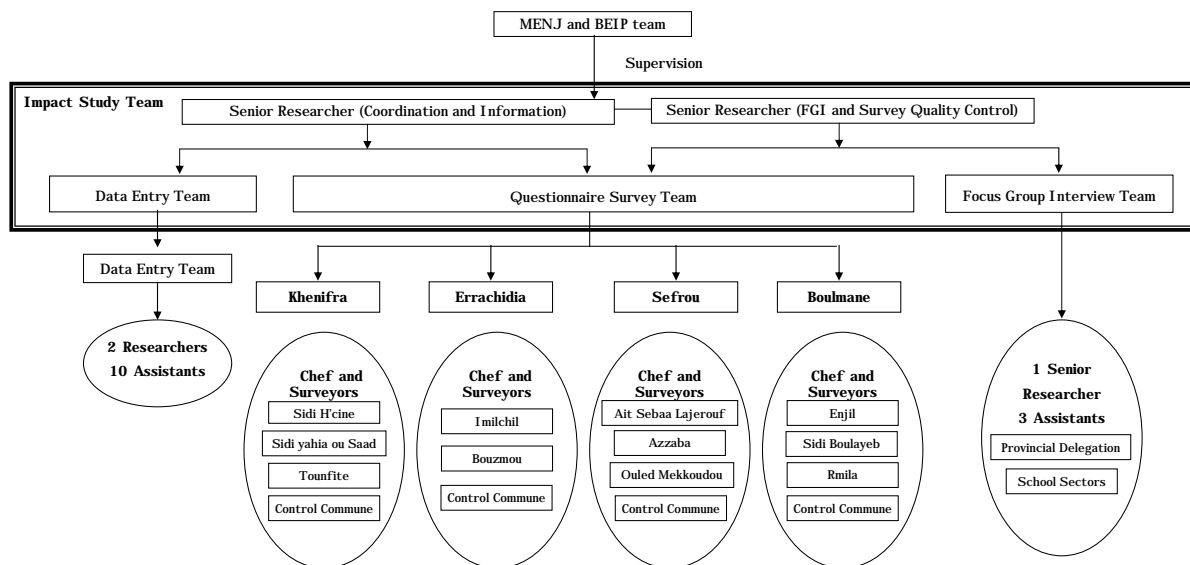 MENJ and BEIP team
Supervision
Impact Study Team
Senior Researcher (Coordination and Information)
Senior Researcher (FGI and Survey Quality Control)
Data Entry Team
Questionnaire Survey Team
Focus Group Interview Team
Data Entry Team
Khenifra
Errachidia
Sefrou
Boulmane
2 Researchers
10 Assistants
Chef and
Surveyors
Sidi H'cine
Sidi yahia ou Saad
Tounfite
Control Commune
Chef and
Surveyors
Imilchil
Bouzmou
Control Commune
Chef and
Surveyors
Ait Sebaa Lajerouf
Azzaba
Ouled Mekkoudou
Control Commune
Chef and
Surveyors
Enjil
Sidi Boulayeb
Rmila
Control Commune
1 Senior
Researcher
3 Assistants
Provincial Delegation
School Sectors